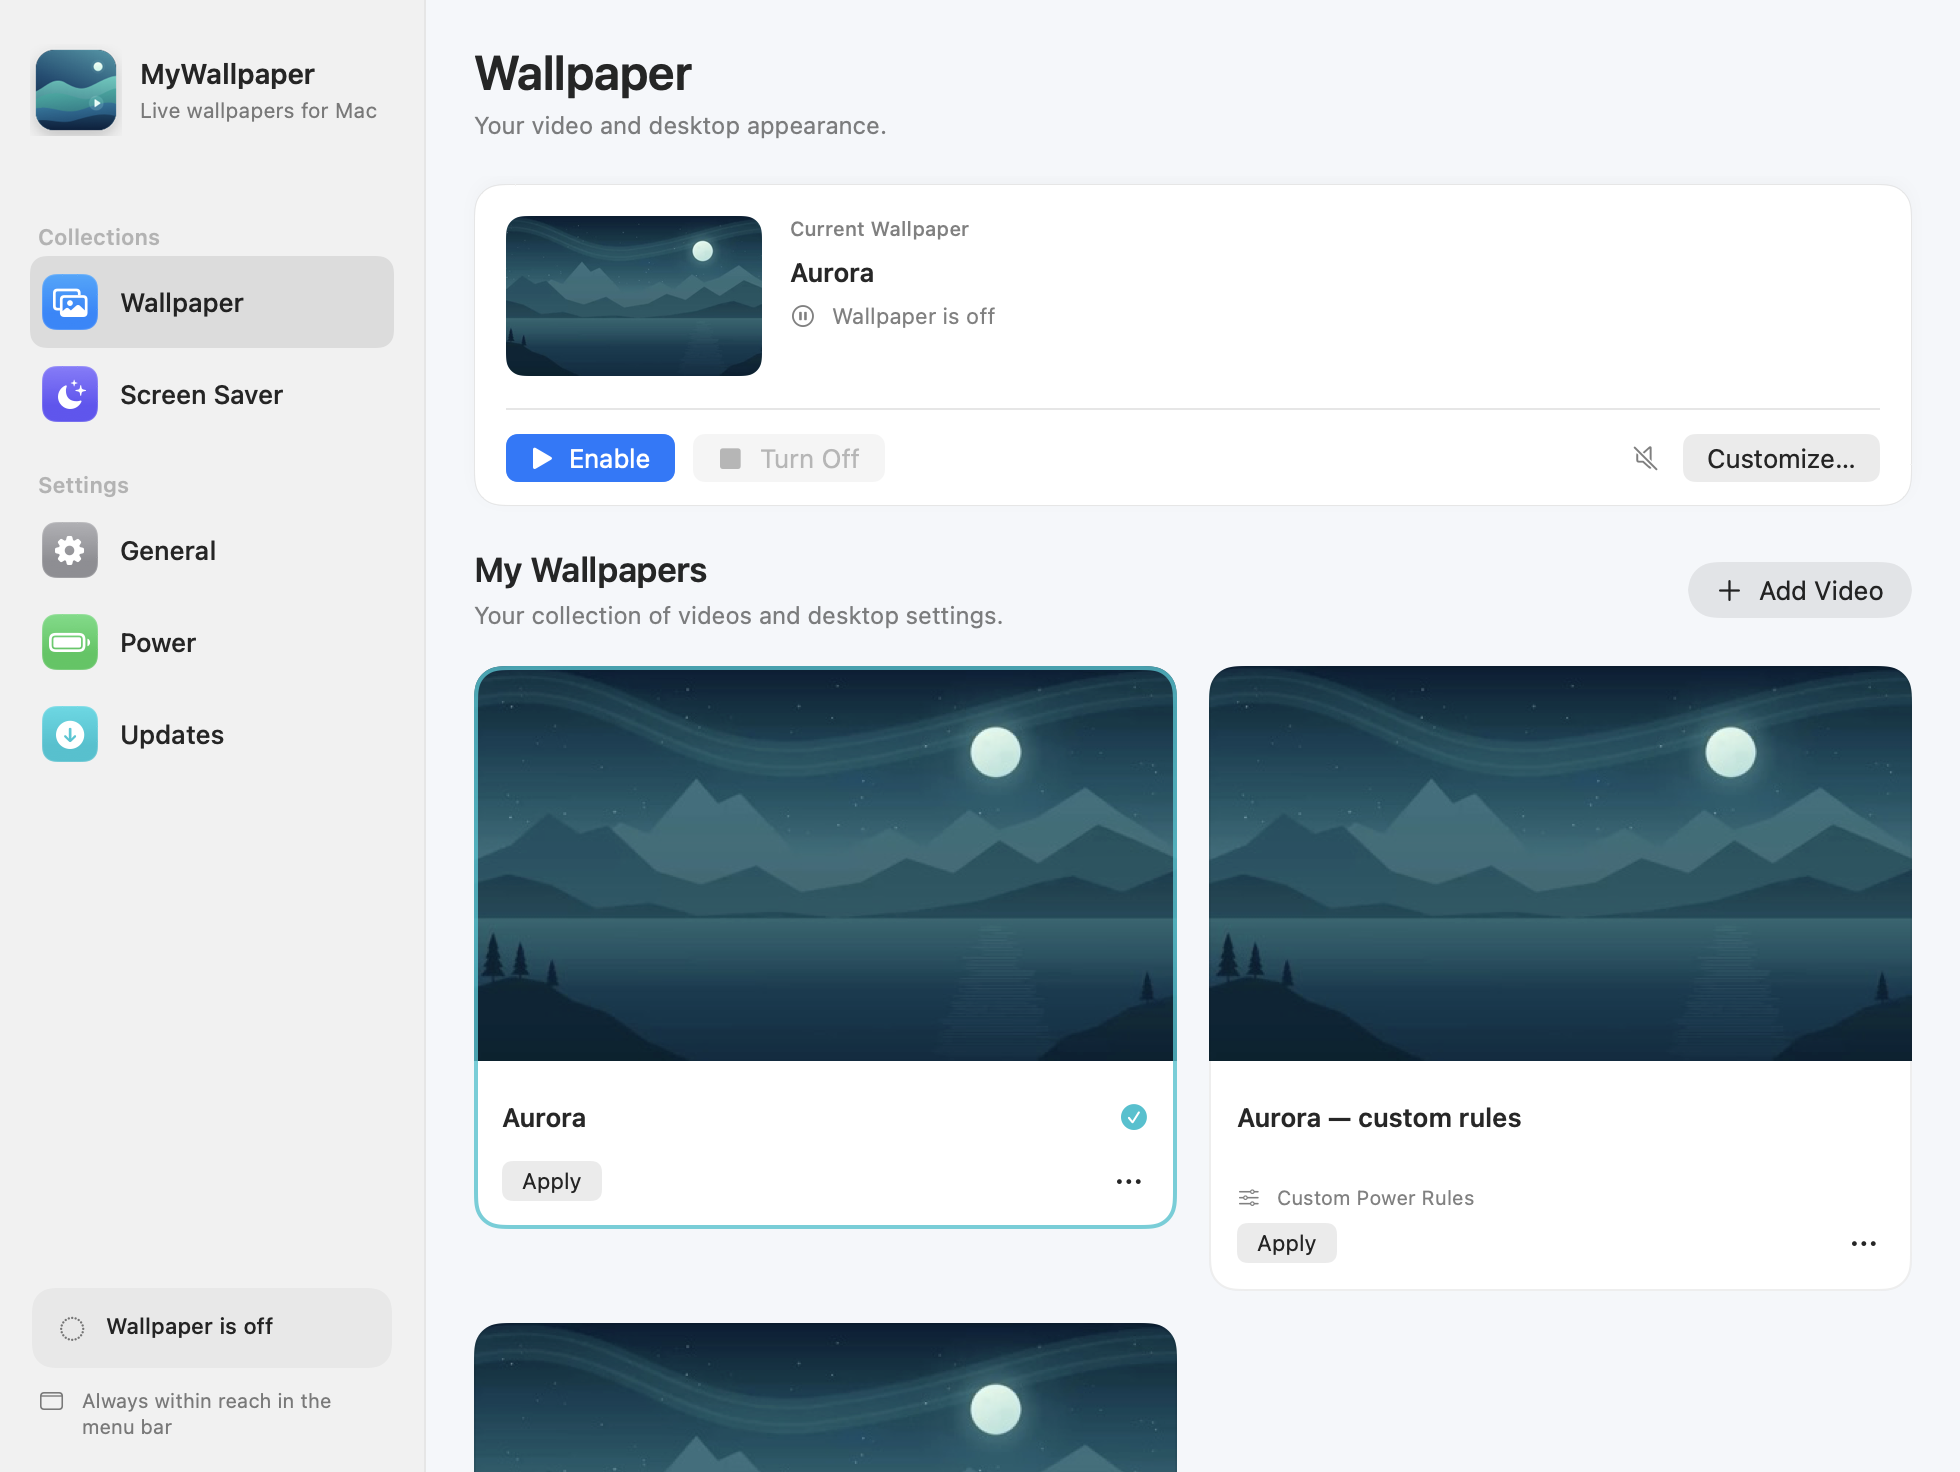 MyWallpaper
Live wallpapers for Mac
Collections
Wallpaper
Screen Saver
Settings
General
Power
Updates
Wallpaper is off
Always within reach in the
menu bar
Wallpaper
Your video and desktop appearance.
Current Wallpaper
Aurora
Wallpaper is off
Enable
Turn Off
Customize...
My Wallpapers
Your collection of videos and desktop settings.
Add Video
Aurora
Apply
Aurora — custom rules
Custom Power Rules
Apply